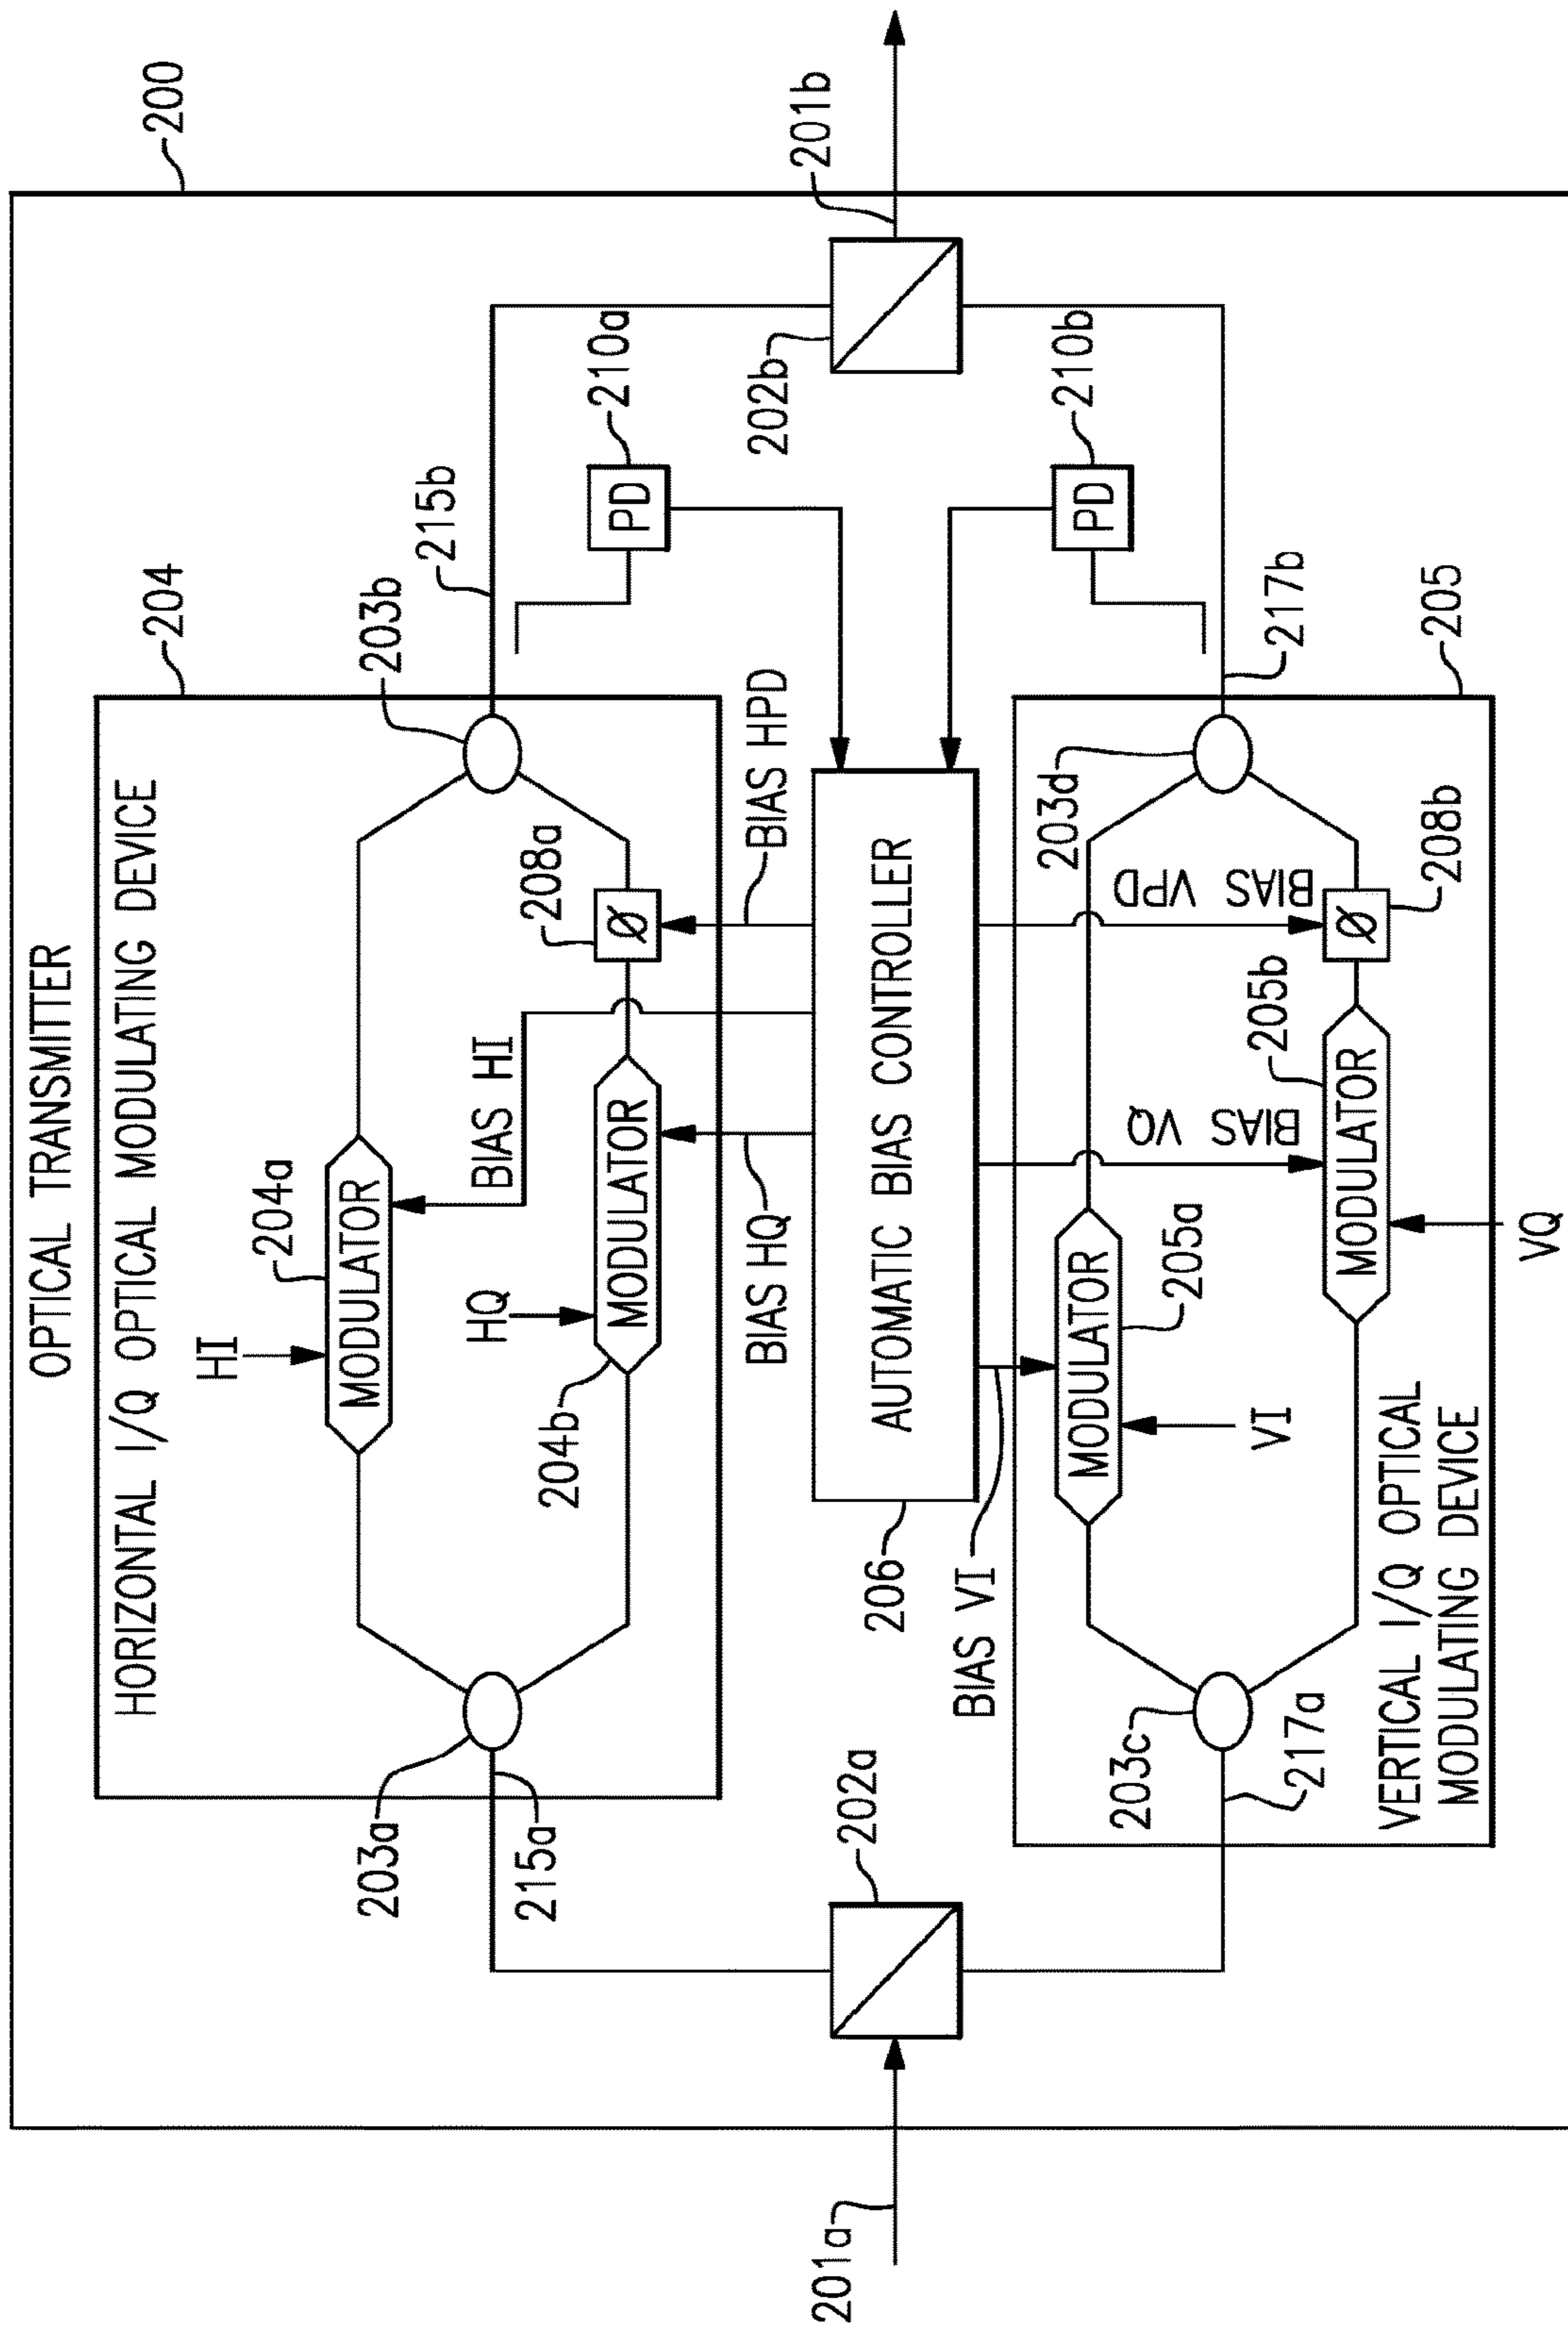 OPTICAL TRANSMITTER
200
HORIZONTAL I/Q OPTICAL MODULATING DEVICE
204
HI
204a
MODULATOR
BIAS HI
HQ
204b
MODULATOR
208a
Ø
203a
203b
215a
215b
BIAS HQ
BIAS HPD
PD
210a
201a
202a
206
AUTOMATIC BIAS CONTROLLER
202b
201b
PD
210b
BIAS VI
MODULATOR
205a
VI
BIAS VQ
BIAS VPD
203c
203d
217a
217b
205b
MODULATOR
Ø
208b
VERTICAL I/Q OPTICAL
MODULATING DEVICE
205
VQ